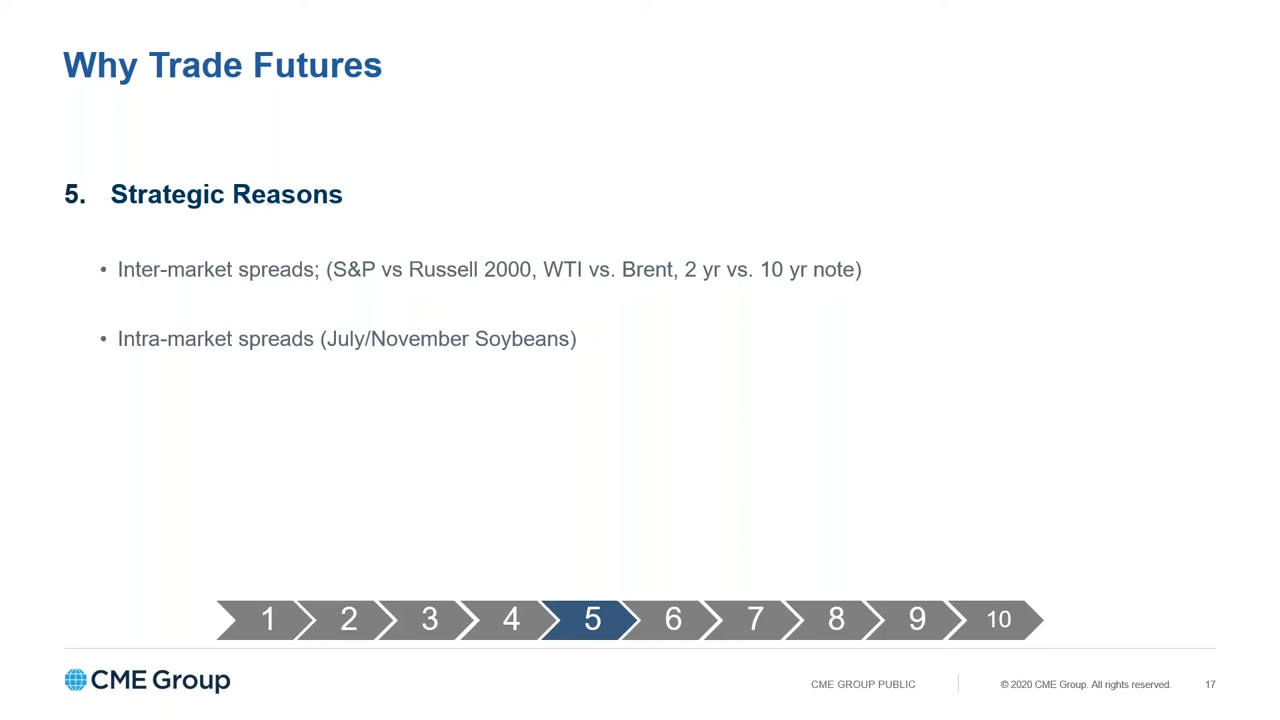 Why Trade Futures
5. Strategic Reasons
• Inter-market spreads; (S&P vs Russell 2000, WTI vs. Brent, 2 yr vs. 10 yr note)
• Intra-market spreads (July/November Soybeans)
1 2 3 4 5 6 7 8 9 10
CME Group
CME GROUP PUBLIC
© 2020 CME Group. All rights reserved.
17